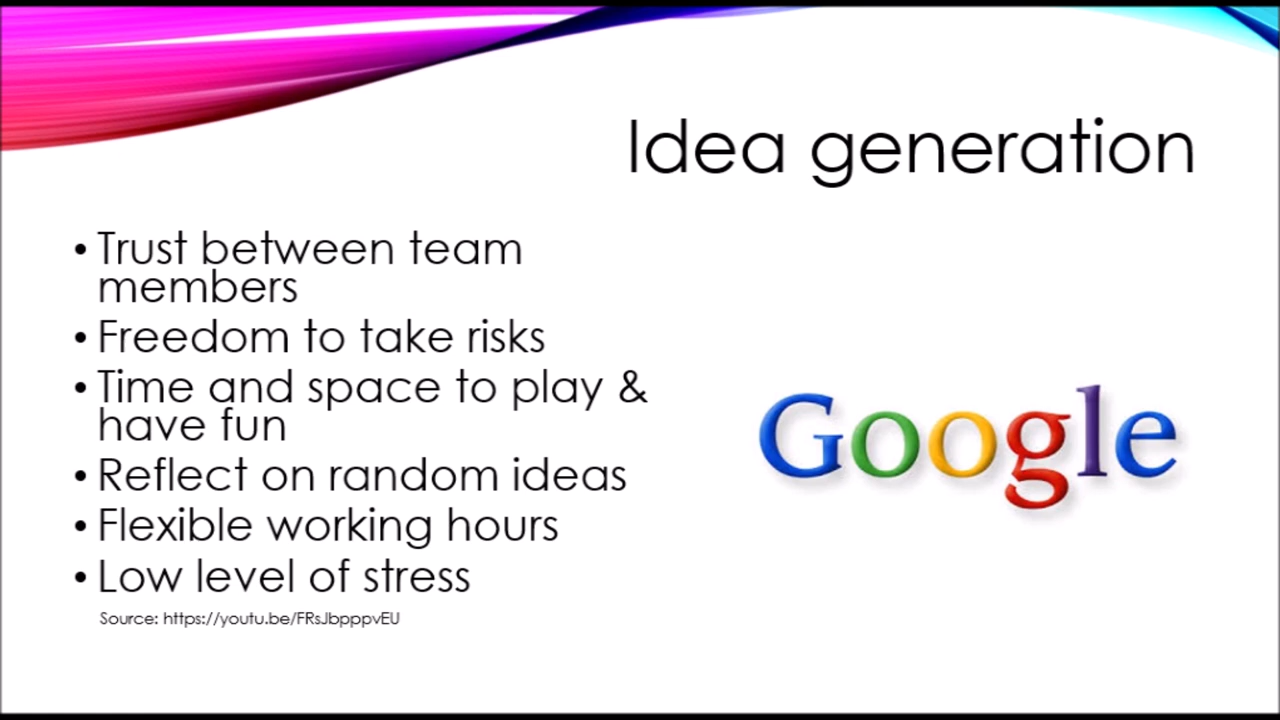 Idea generation
• Trust between team
members
• Freedom to take risks
• Time and space to play &
have fun
• Reflect on random ideas
• Flexible working hours
• Low level of stress
Source: https://youtu.be/FRsJbpppvEU
Google